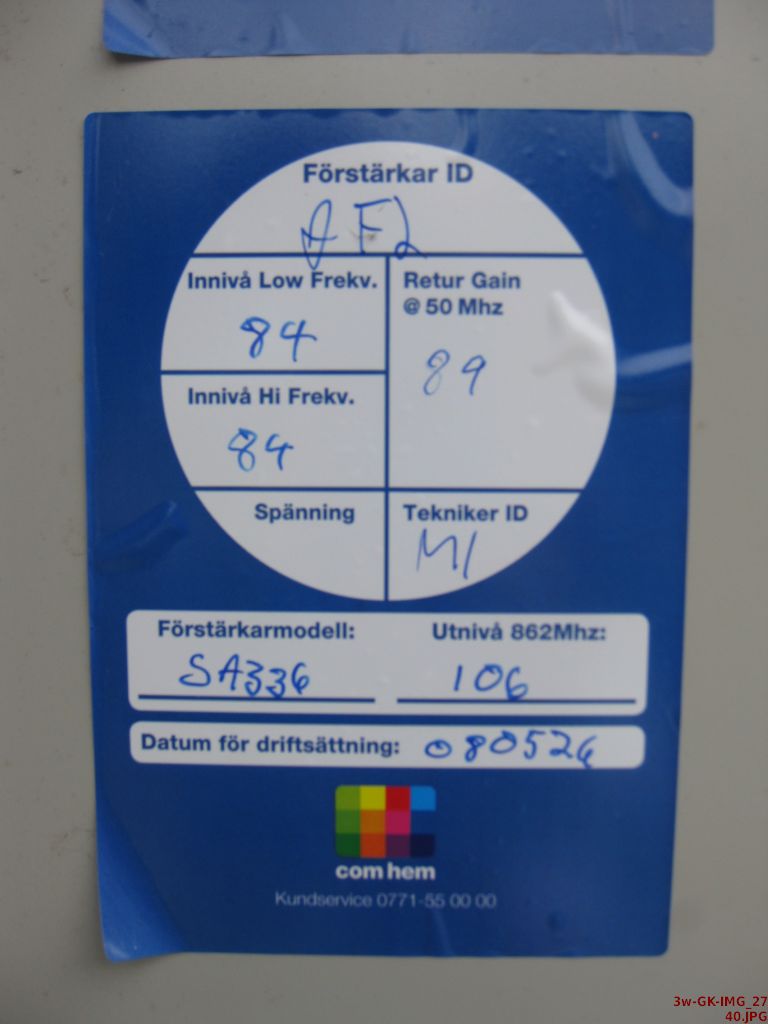 Förstärkar ID
Innivå Low Frekv.
84
Retur Gain
@ 50 Mhz
89
Innivå Hi Frekv.
84
Spänning
Tekniker ID
M/
Förstärkarmodell:
SA336
Utnivå 862Mhz:
106
Datum för driftsättning: 080526
com hem
Kundservice 0771-55 00 00
3w-GK-IMG_27
40.JPG